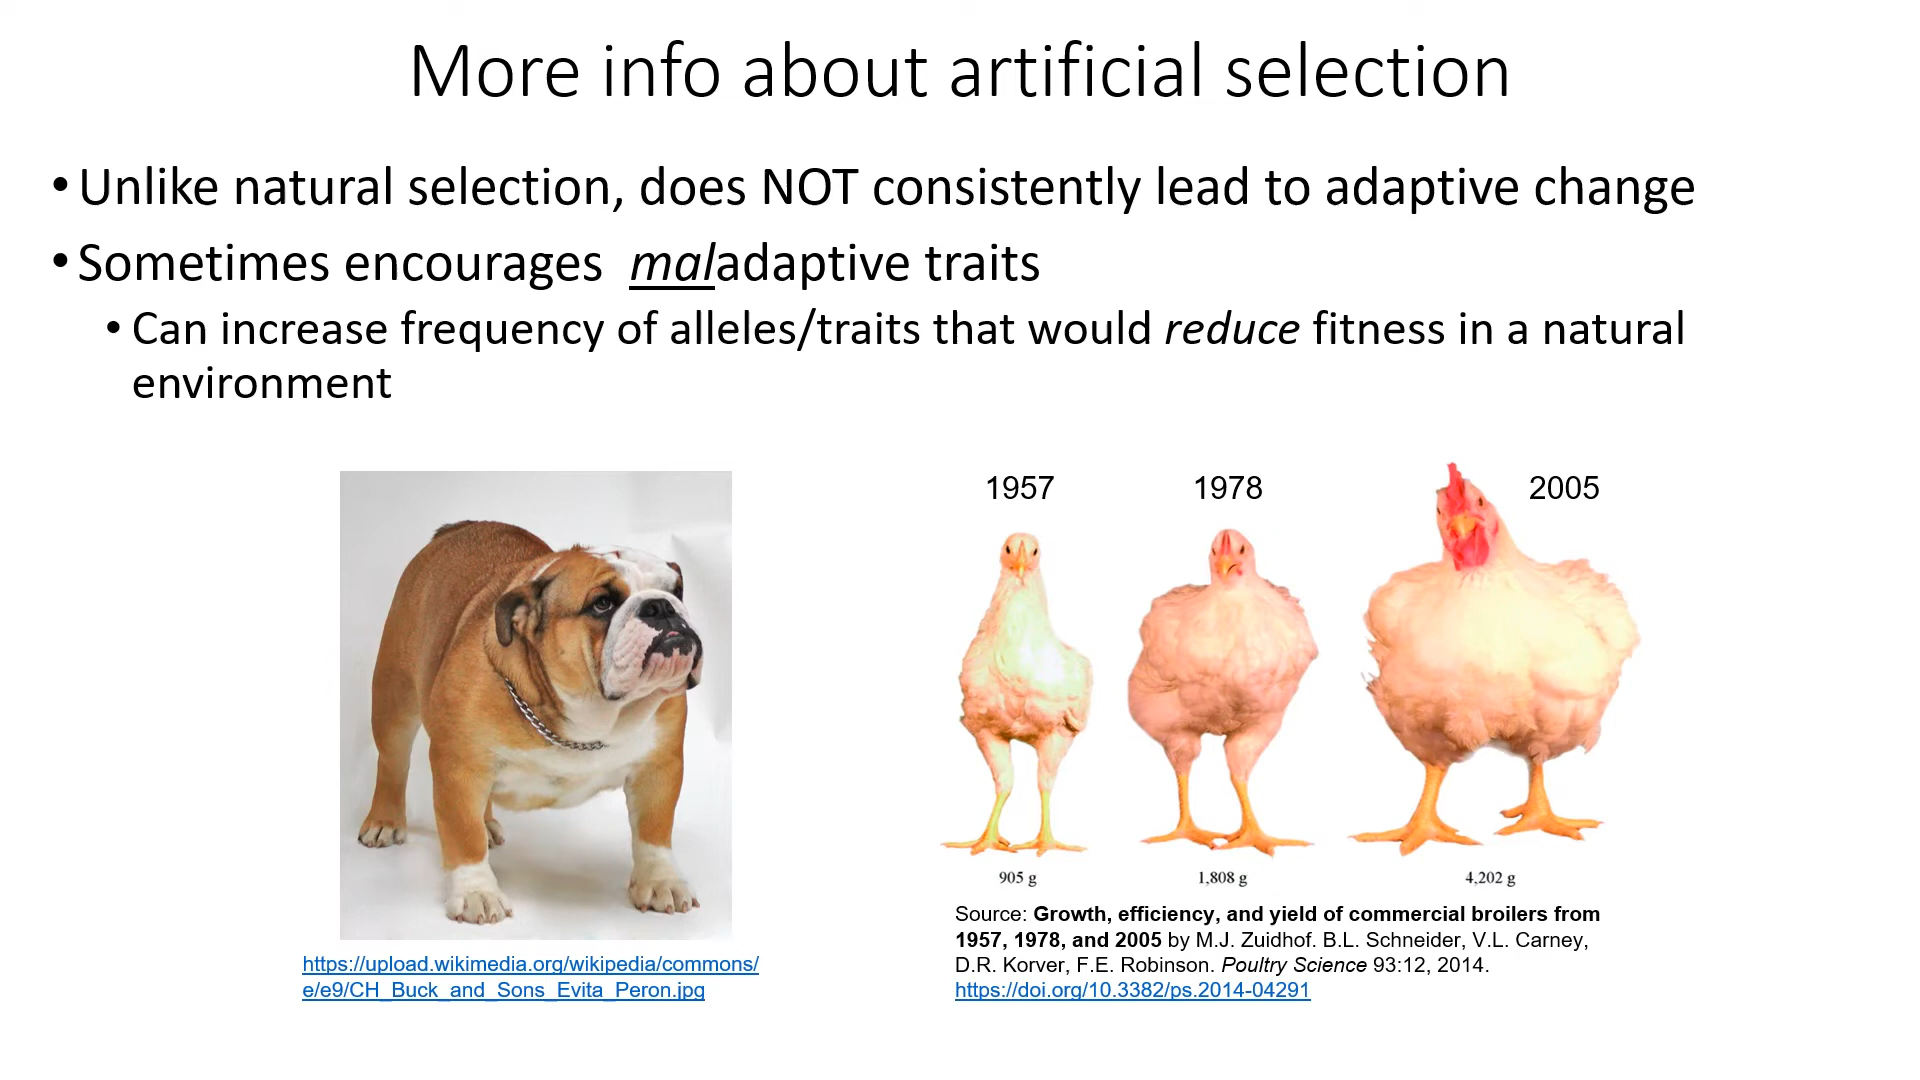 More info about artificial selection
• Unlike natural selection, does NOT consistently lead to adaptive change
• Sometimes encourages  maladaptive traits
• Can increase frequency of alleles/traits that would reduce fitness in a natural
environment
1957
1978
2005
905 g
1,808 g
4,202 g
https://upload.wikimedia.org/wikipedia/commons/
e/e9/CH_Buck_and_Sons_Evita_Peron.jpg
Source: Growth, efficiency, and yield of commercial broilers from
1957, 1978, and 2005 by M.J. Zuidhof. B.L. Schneider, V.L. Carney,
D.R. Korver, F.E. Robinson. Poultry Science 93:12, 2014.
https://doi.org/10.3382/ps.2014-04291